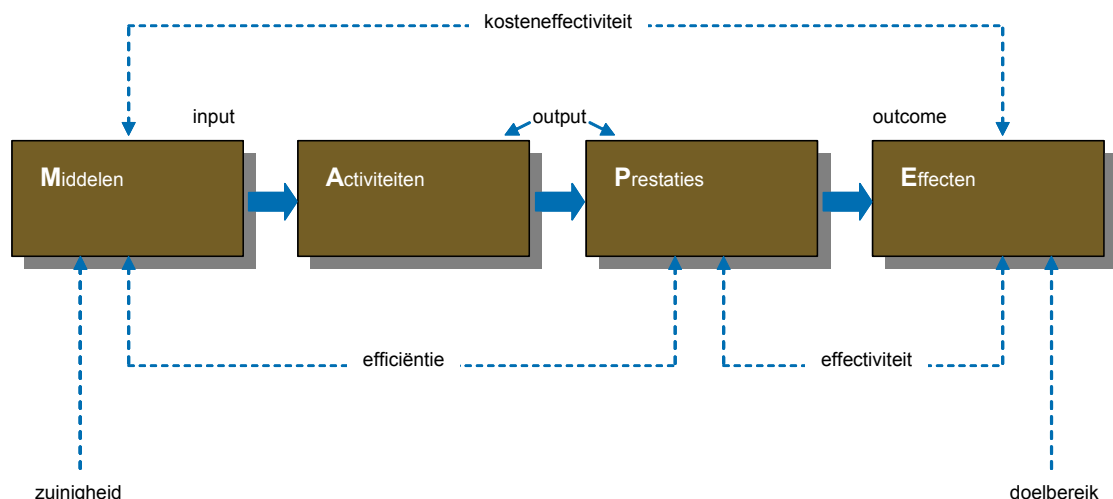 kosteneffectiviteit
input
output
outcome
Middelen
Activiteiten
Prestaties
Effecten
efficiëntie
effectiviteit
zuinigheid
doelbereik